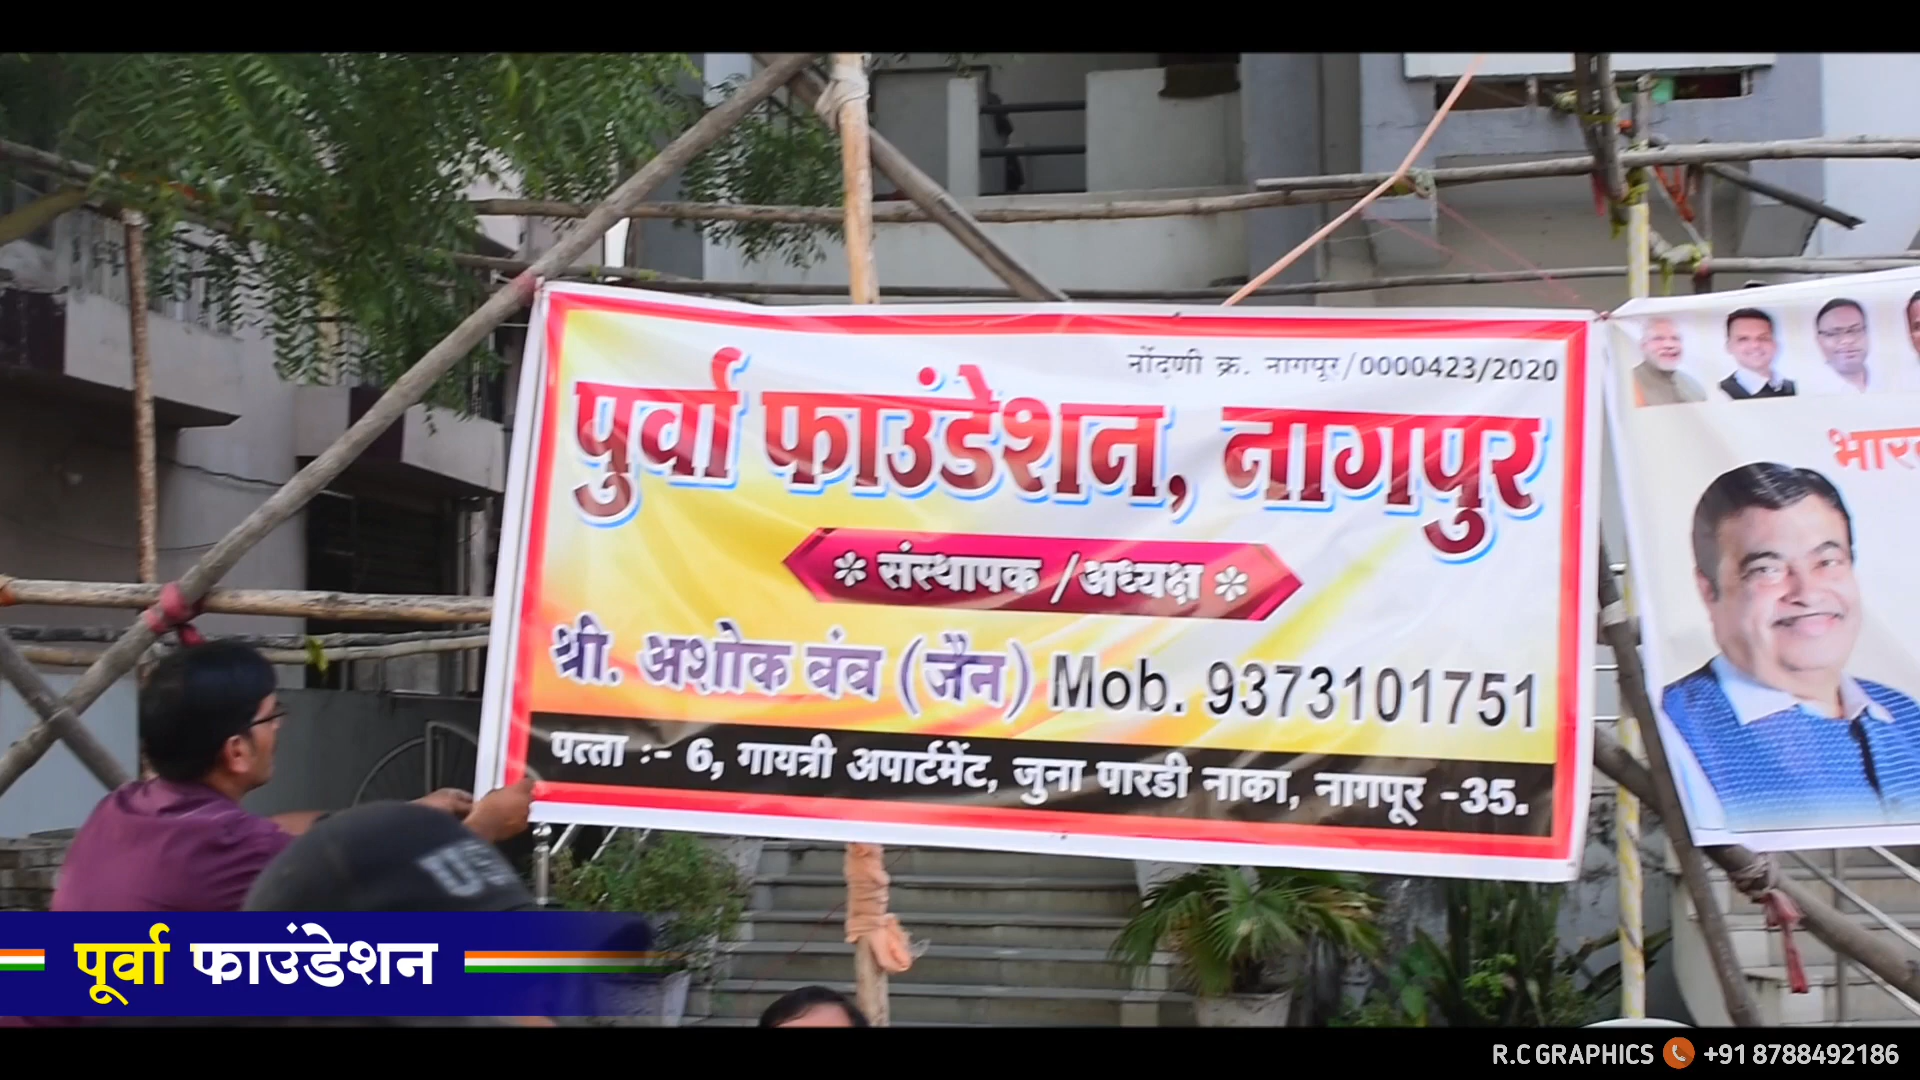 नोंदणी क्र. नागपूर/0000423/2020
पुर्वा फाउंडेशन, नागपुर
संस्थापक /अध्यक्ष
श्री. अशोक वंव (जैन) Mob. 9373101751
पत्ता :- 6, गायत्री अपार्टमेंट, जुना पारडी नाका, नागपूर -35.
पूर्वा फाउंडेशन
R.C GRAPHICS +91 8788492186